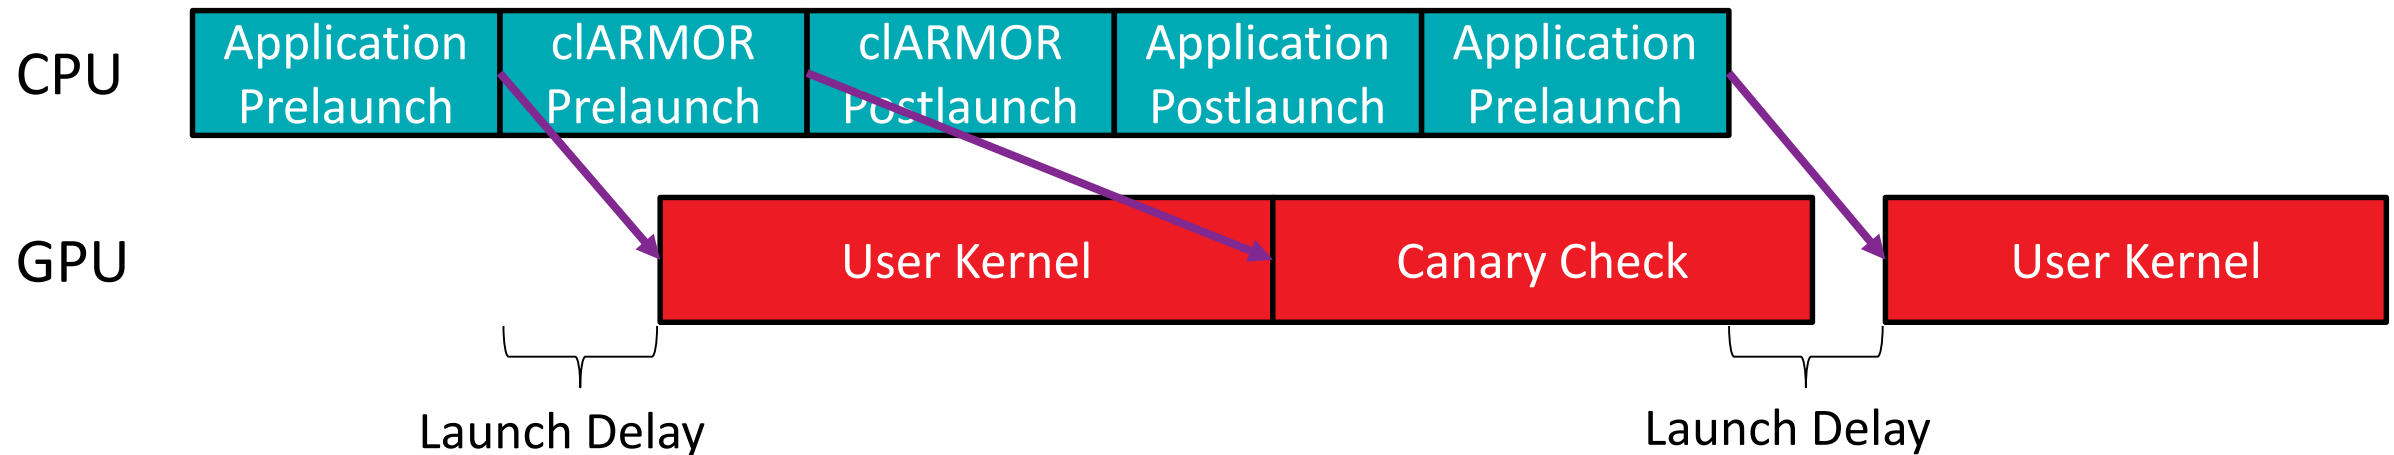 CPU
Application
Prelaunch
clARMOR
Prelaunch
clARMOR
Postlaunch
Application
Postlaunch
Application
Prelaunch
GPU
User Kernel
Canary Check
User Kernel
Launch Delay
Launch Delay